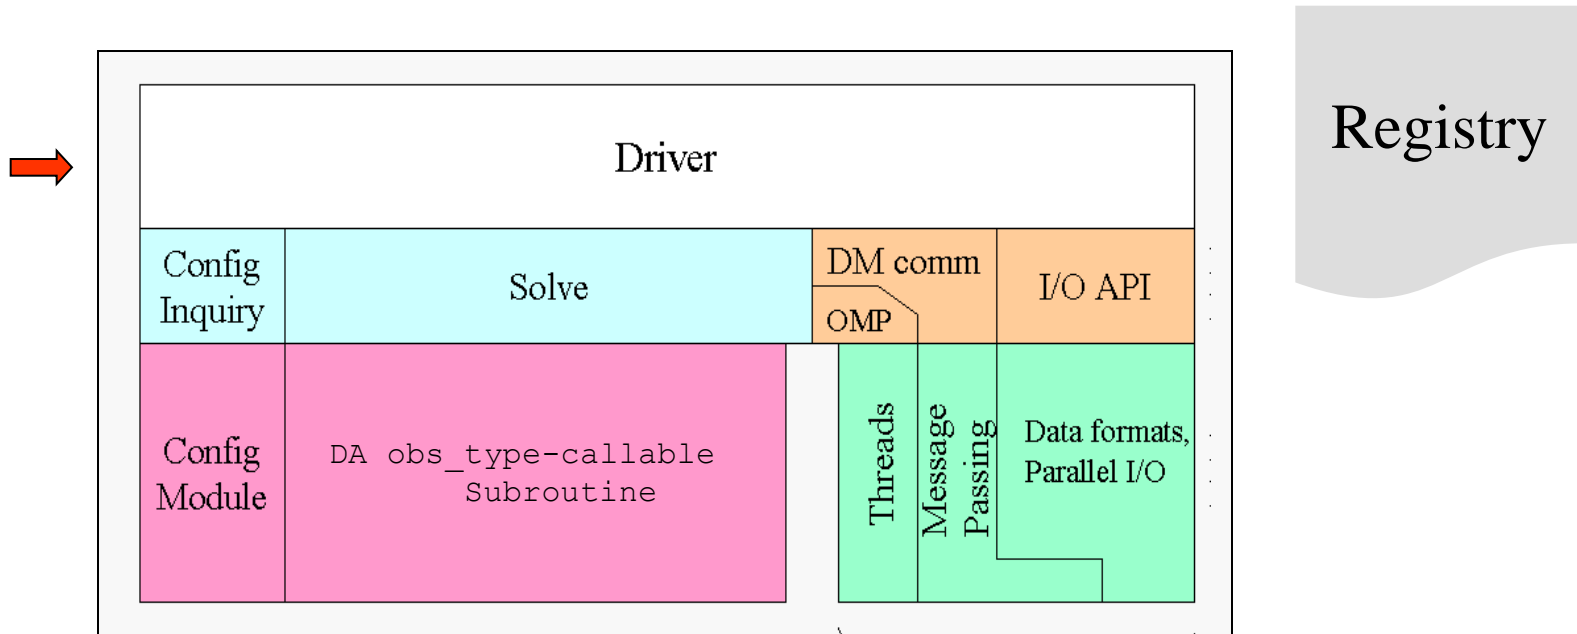 Registry
Driver
Config
Inquiry
Solve
DM comm
OMP
I/O API
Config
Module
DA obs_type-callable
Subroutine
Threads
Message
Passing
Data formats,
Parallel I/O